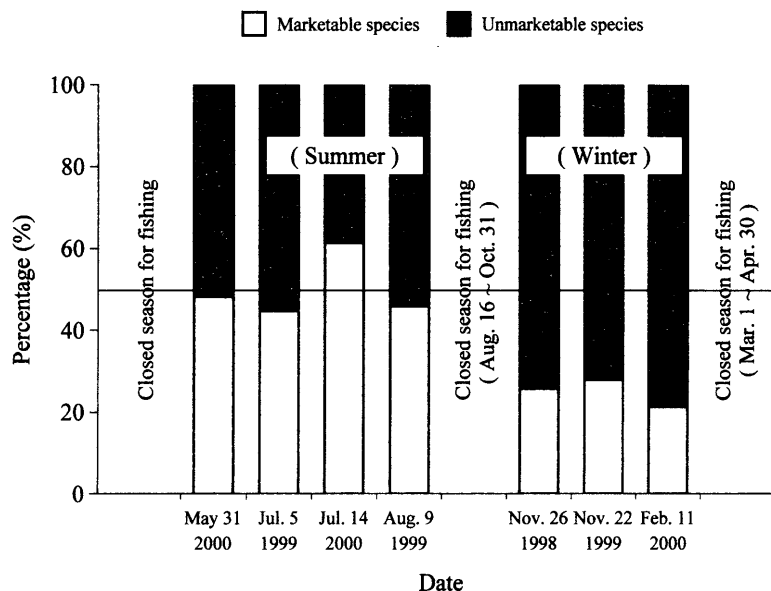 Marketable species
Unmarketable species
Percentage (%)
100
80
60
40
20
0
Closed season for fishing
( Summer )
Closed season for fishing
( Aug. 16 ~ Oct. 31 )
( Winter )
Closed season for fishing
( Mar. 1 ~ Apr. 30 )
May 31
2000
Jul. 5
1999
Jul. 14
2000
Aug. 9
1999
Nov. 26
1998
Nov. 22
1999
Feb. 11
2000
Date